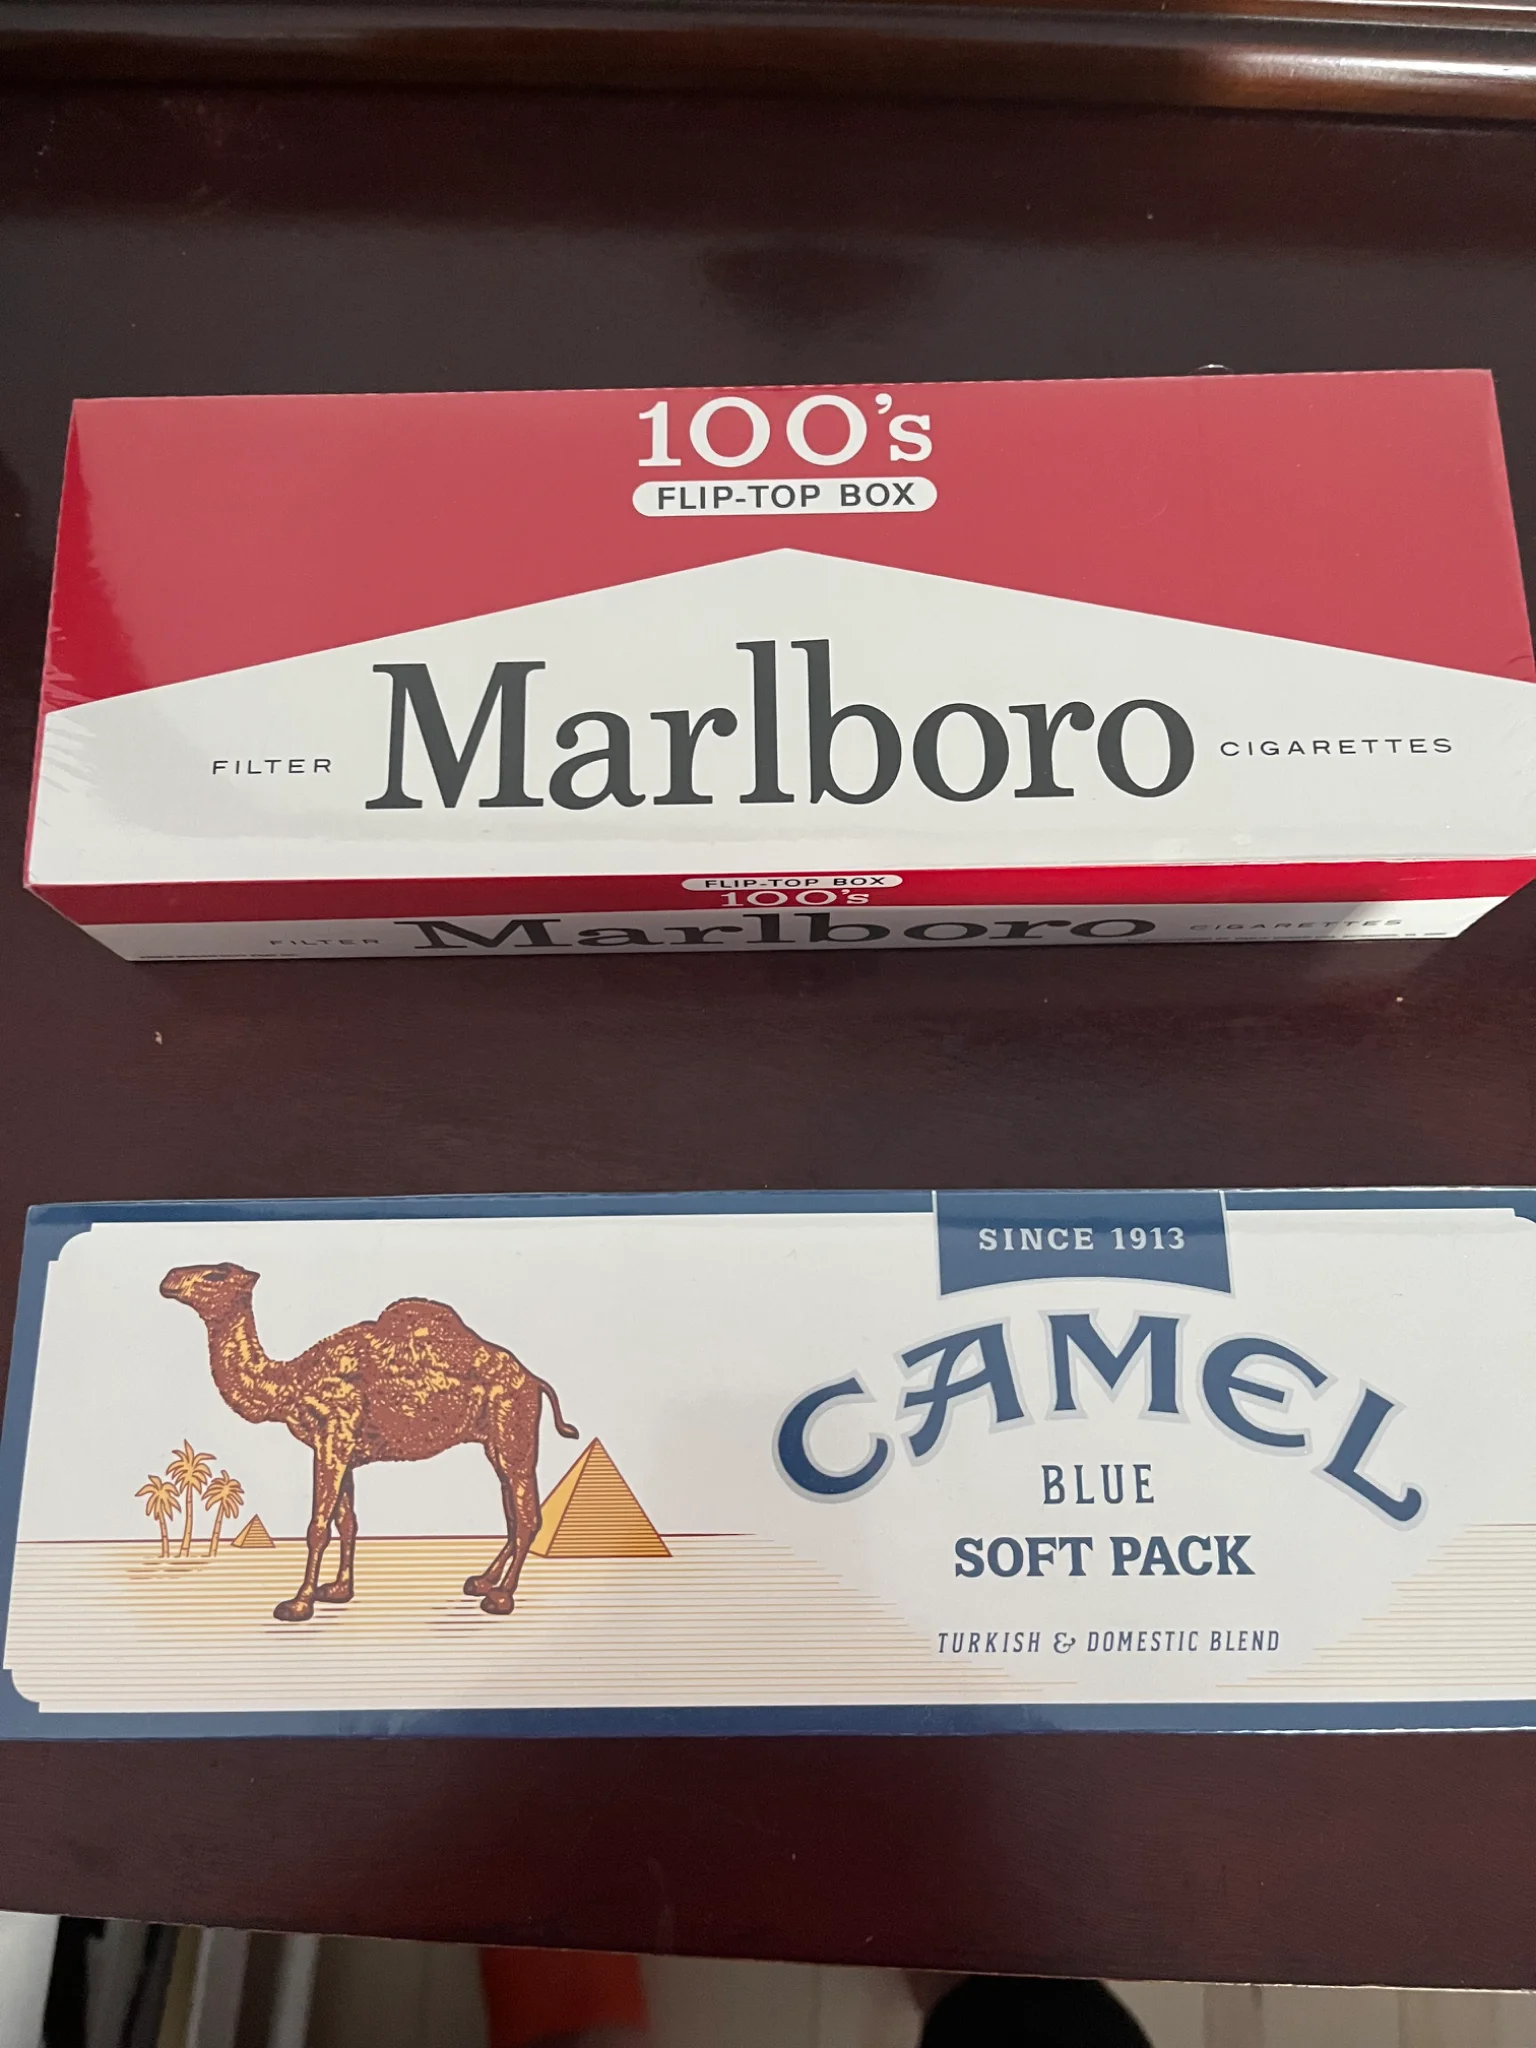 100's
FLIP-TOP BOX
FILTER Marlboro CIGARETTES
FLIP-TOP BOX
100's
FILTER Marlboro CIGARETTES
SINCE 1913
CAMEL
BLUE
SOFT PACK
TURKISH & DOMESTIC BLEND